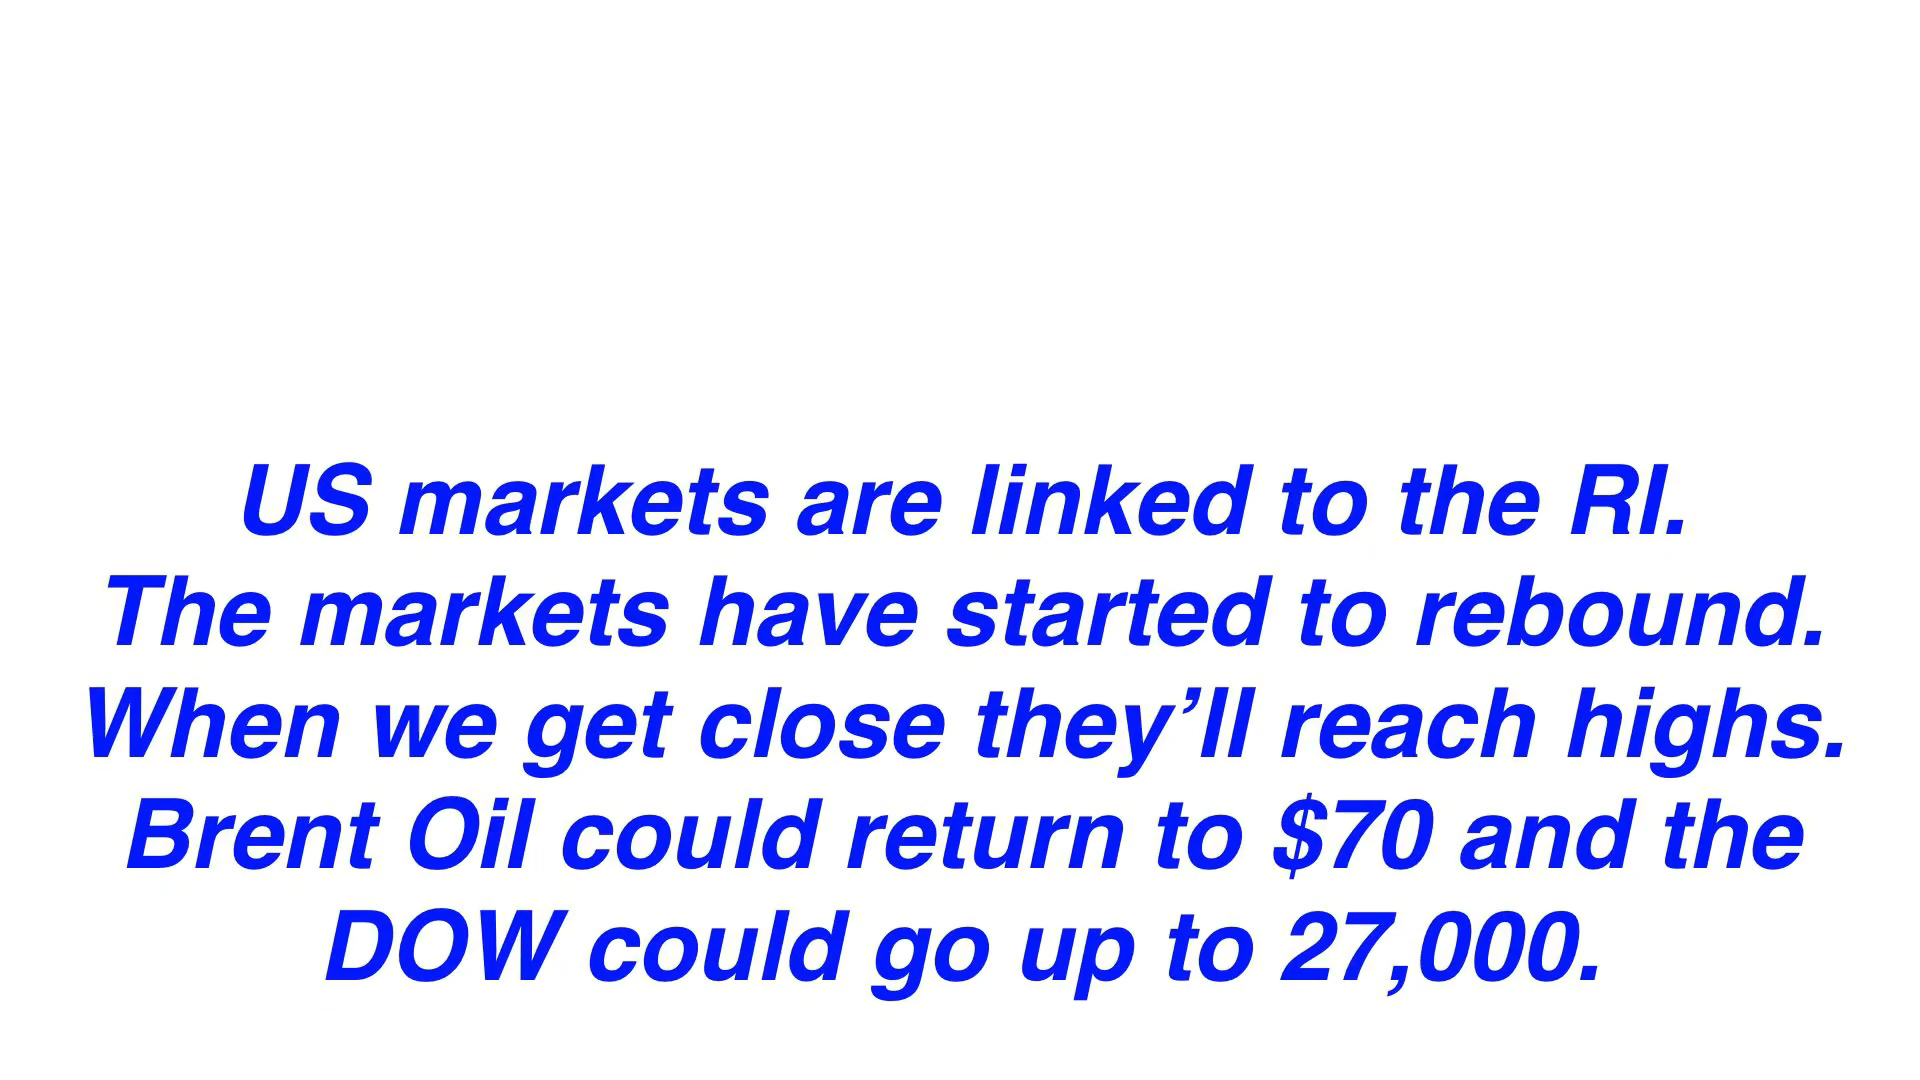 US markets are linked to the RI.
The markets have started to rebound.
When we get close they’ll reach highs.
Brent Oil could return to $70 and the
DOW could go up to 27,000.